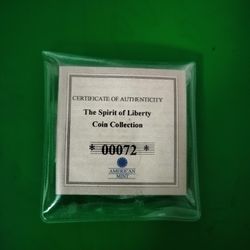 CERTIFICATE OF AUTHENTICITY
The Spirit of Liberty
Coin Collection
* 00072 *
AMERICAN
MINT